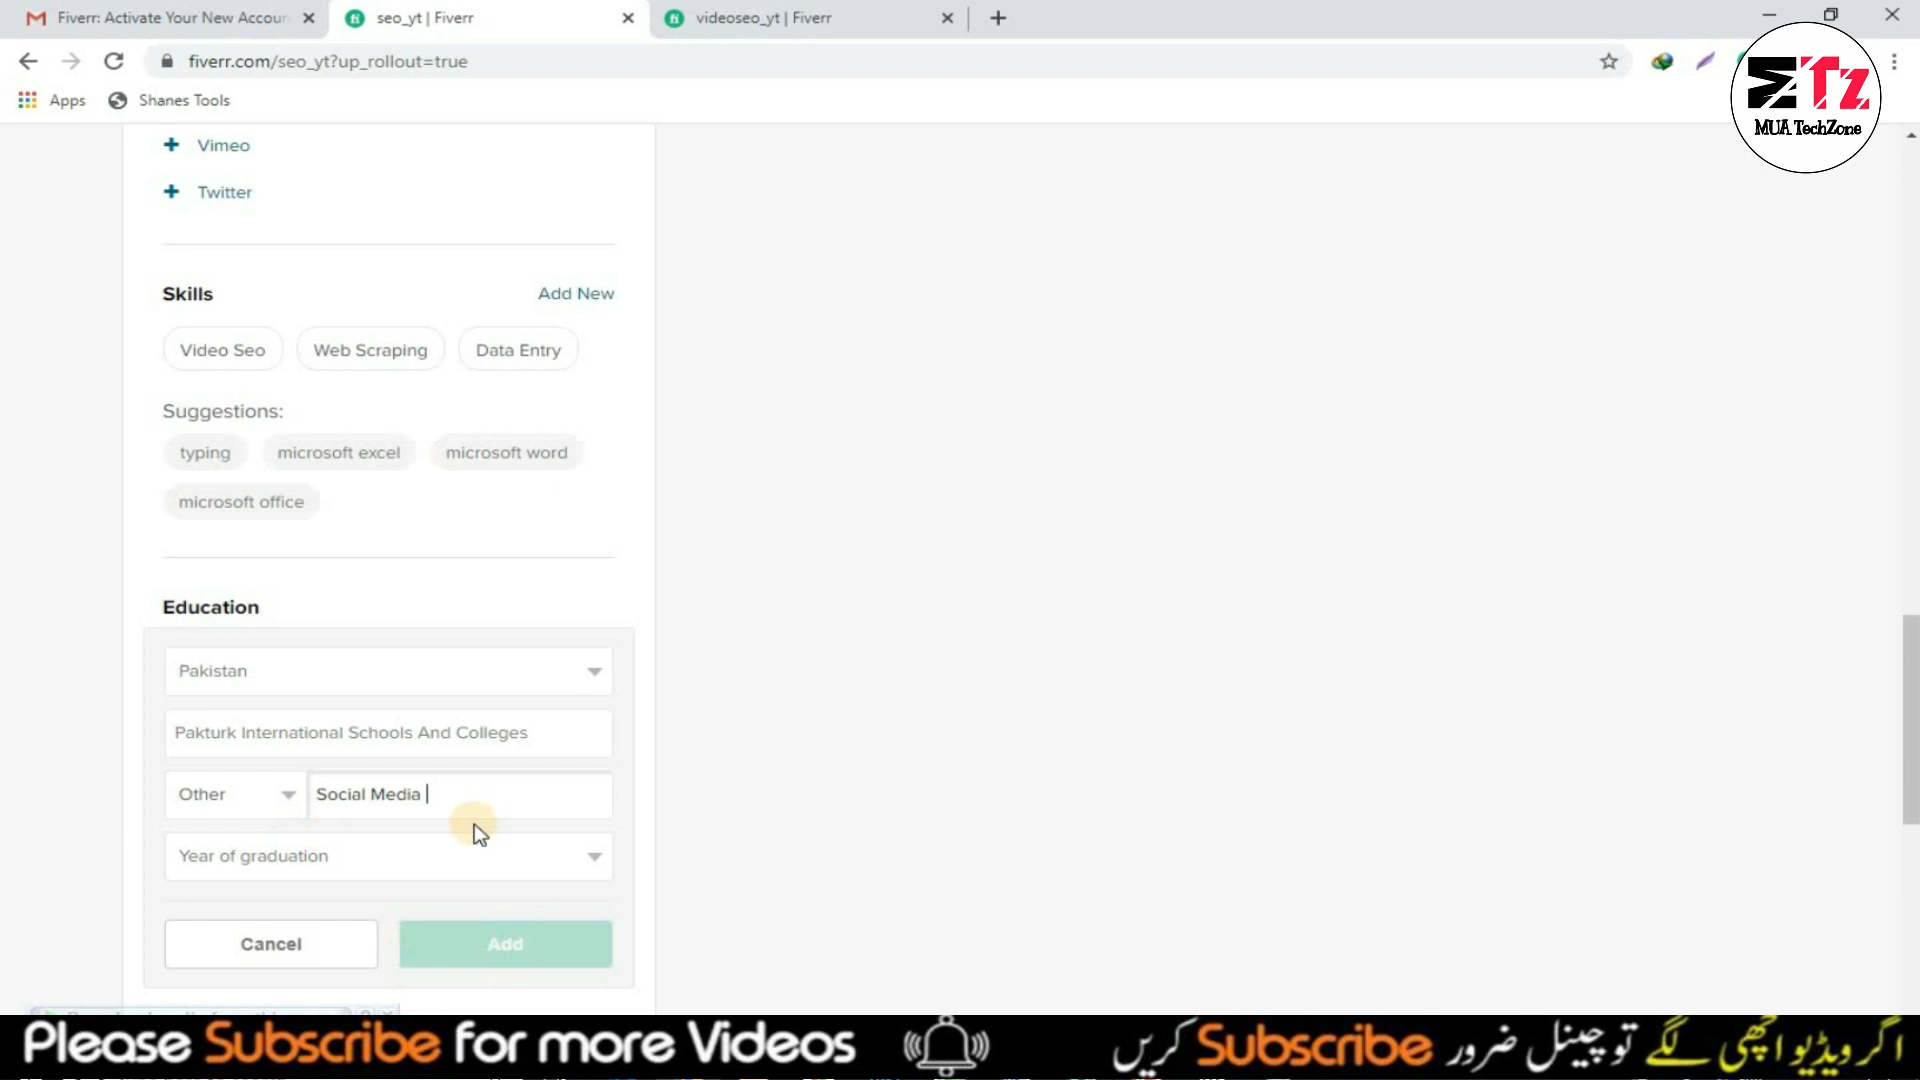 Fiverr: Activate Your New Accoun
seo_yt | Fiverr
videoseo_yt | Fiverr
fiverr.com/seo_yt?up_rollout=true
Apps
Shanes Tools
MTz
MUA TechZone
Vimeo
Twitter
Skills
Add New
Video Seo
Web Scraping
Data Entry
Suggestions:
typing
microsoft excel
microsoft word
microsoft office
Education
Pakistan
Pakturk International Schools And Colleges
Other
Social Media
Year of graduation
Cancel
Add
Please Subscribe for more Videos
اگر ویڈیو اچھی لگے تو چینل ضرور Subscribe کریں